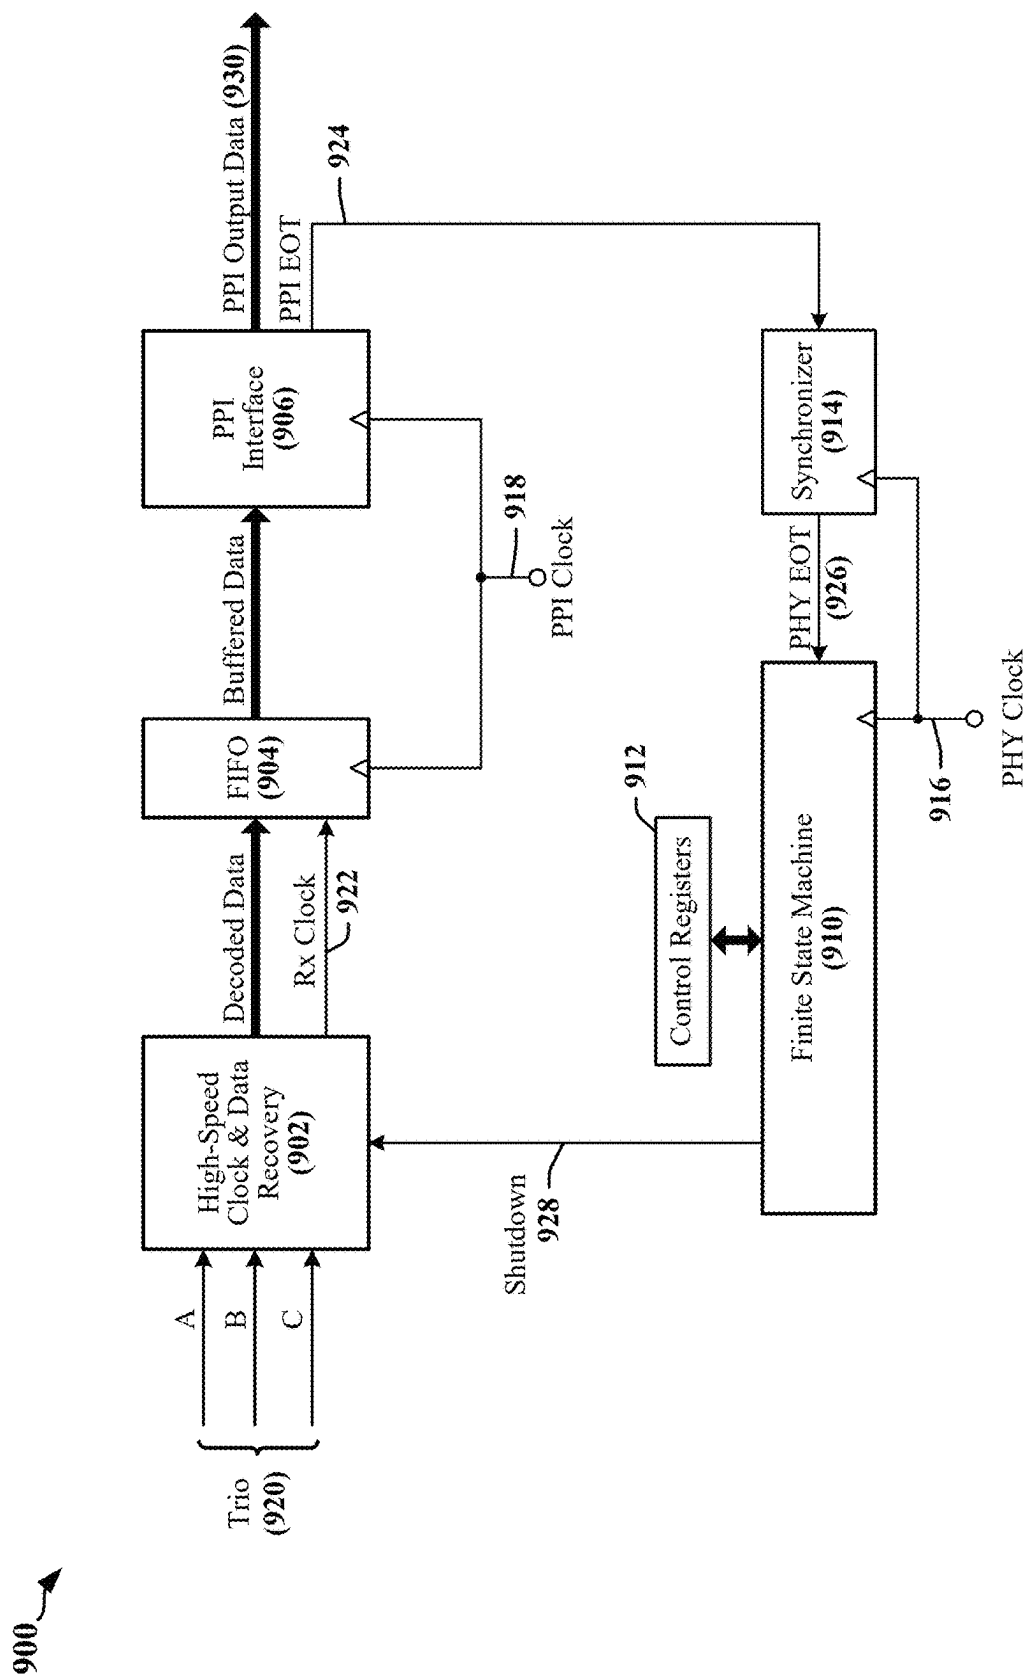 900
Trio
(920)
A
B
C
High-Speed
Clock & Data
Recovery
(902)
Decoded Data
Rx Clock
922
FIFO
(904)
Buffered Data
PPI
Interface
(906)
PPI Output Data (930)
PPI EOT
924
918
PPI Clock
Shutdown
928
Control Registers
912
Finite State Machine
(910)
PHY EOT
(926)
Synchronizer
(914)
916
PHY Clock